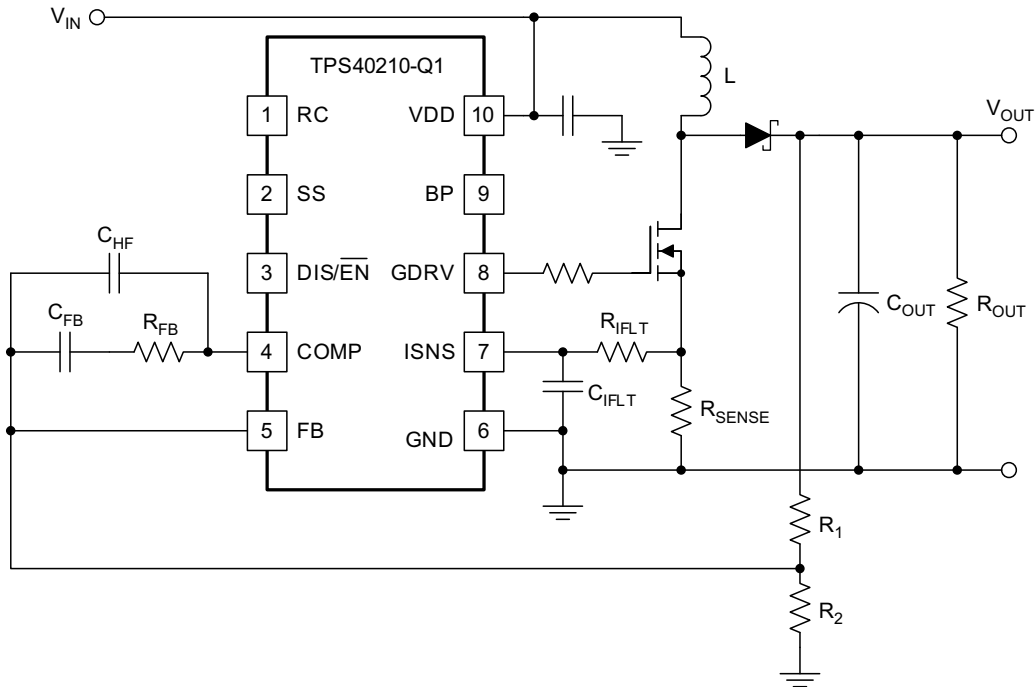 V_IN
TPS40210-Q1
1 RC
VDD 10
L
V_OUT
2 SS
BP 9
C_HF
3 DIS/E̅N̅
GDRV 8
C_FB
R_FB
4 COMP
ISNS 7
R_IFLT
C_OUT
R_OUT
C_IFLT
R_SENSE
5 FB
GND 6
R_1
R_2